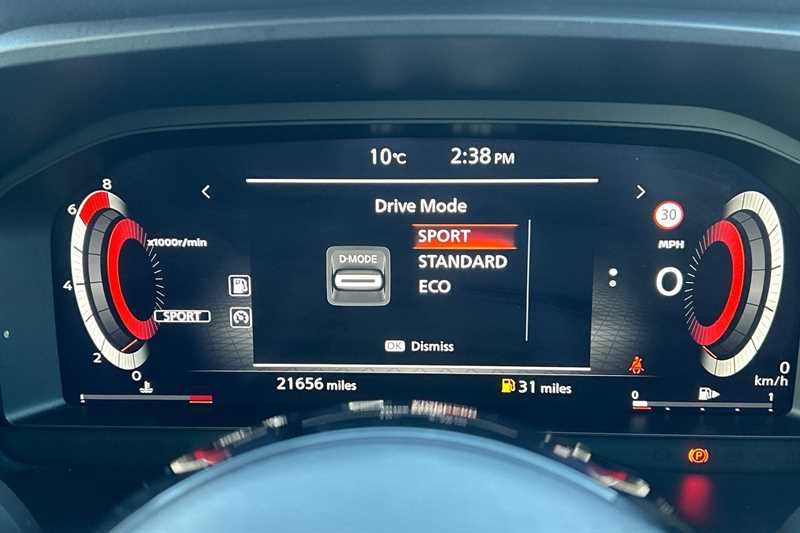 10°C 2:38 PM
Drive Mode
SPORT
STANDARD
ECO
D-MODE
OK Dismiss
8
6
x1000r/min
4
SPORT
2
0
30
MPH
0
0
km/h
21656 miles
31 miles
0 1
P